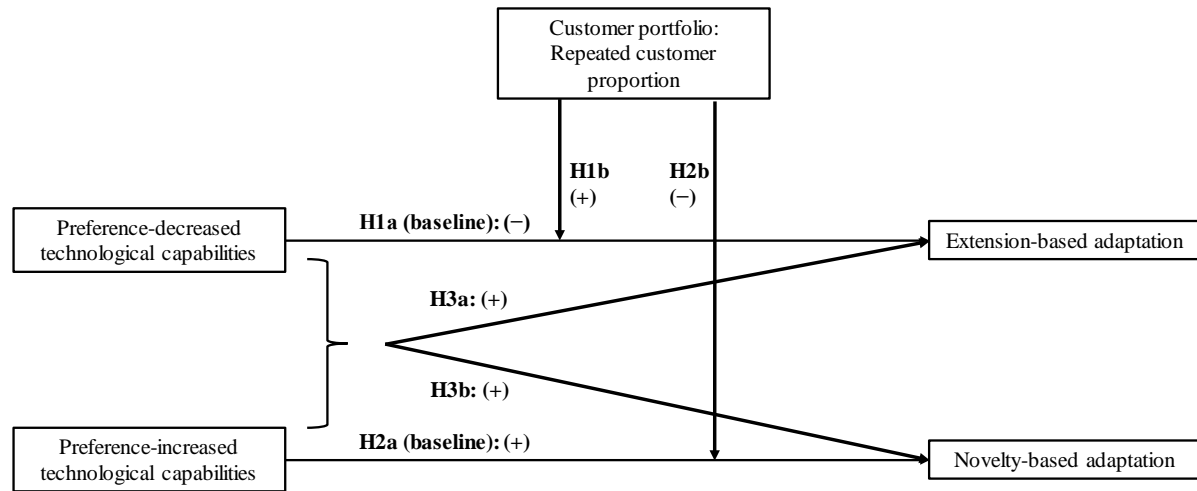 Customer portfolio:
Repeated customer
proportion
H1b
(+)
H2b
(−)
Preference-decreased
technological capabilities
H1a (baseline): (−)
Extension-based adaptation
H3a: (+)
H3b: (+)
Preference-increased
technological capabilities
H2a (baseline): (+)
Novelty-based adaptation